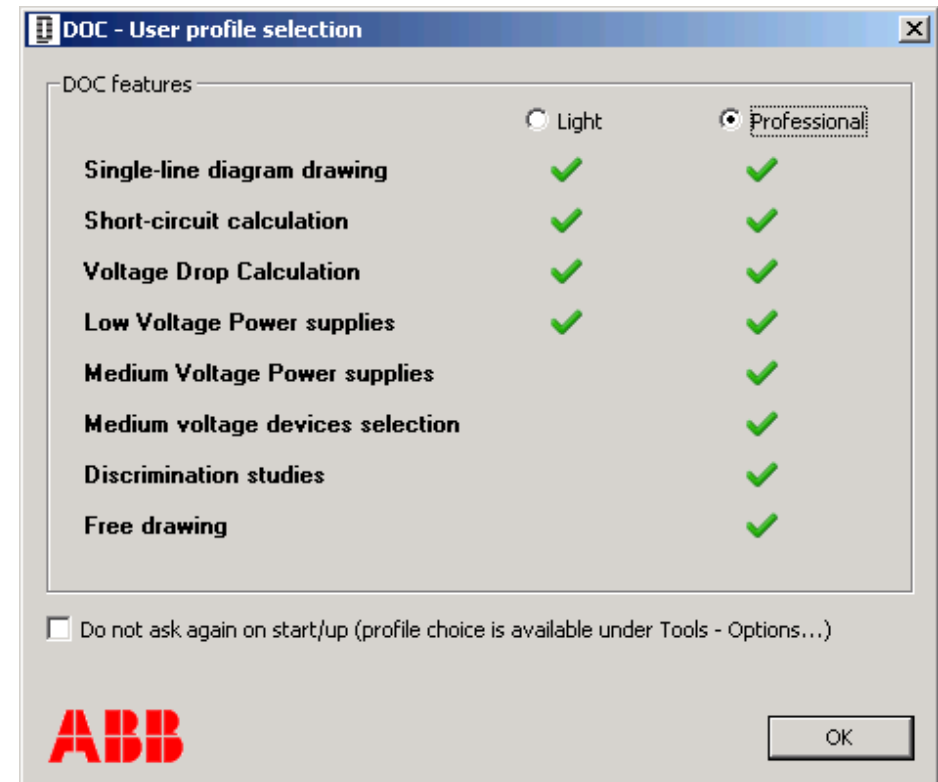 DOC - User profile selection
DOC features
Light Professional
Single-line diagram drawing
Short-circuit calculation
Voltage Drop Calculation
Low Voltage Power supplies
Medium Voltage Power supplies
Medium voltage devices selection
Discrimination studies
Free drawing
Do not ask again on start/up (profile choice is available under Tools - Options...)
ABB
OK